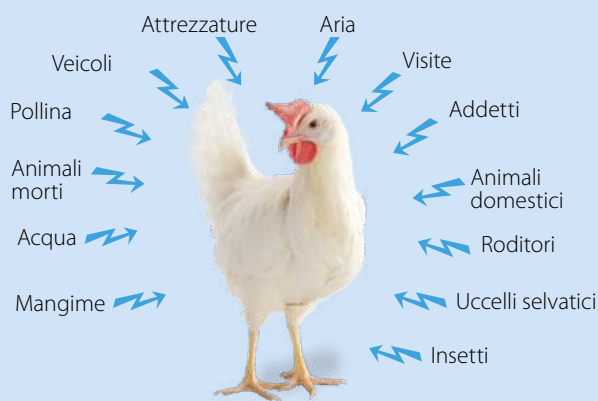 Attrezzature
Aria
Veicoli
Visite
Pollina
Addetti
Animali
morti
Animali
domestici
Acqua
Roditori
Mangime
Uccelli selvatici
Insetti